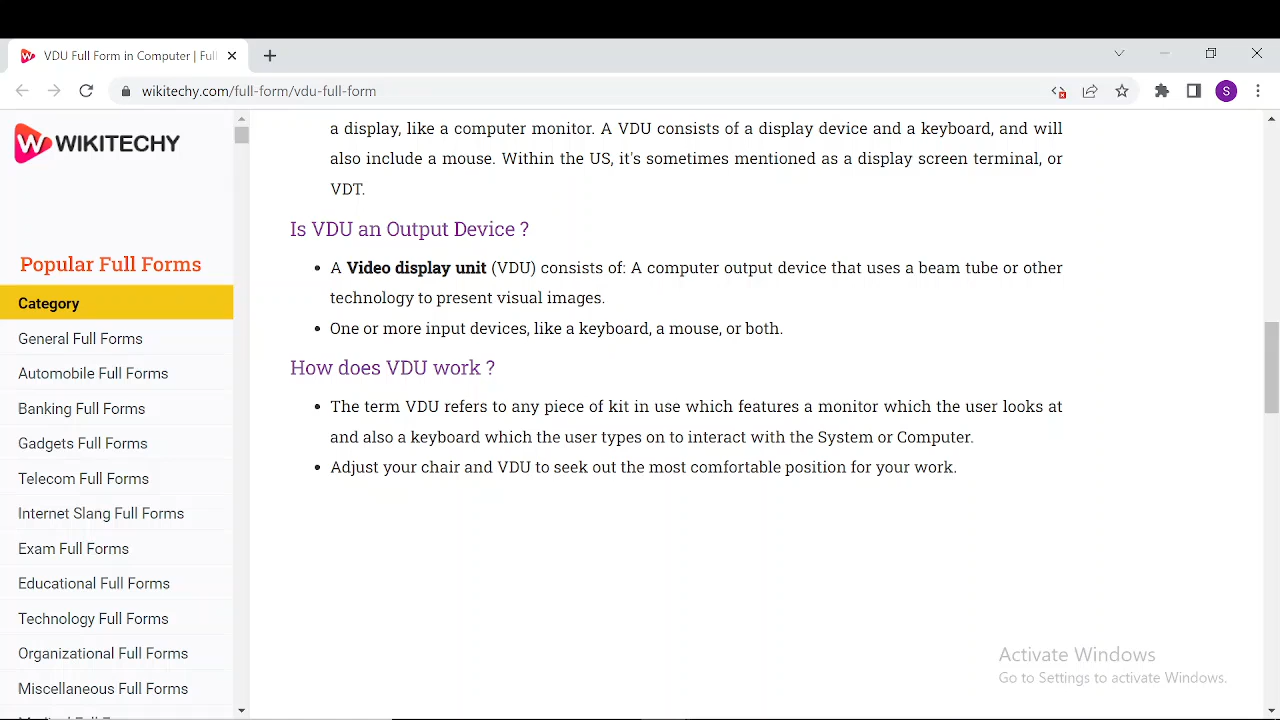 VDU Full Form in Computer | Full
wikitechy.com/full-form/vdu-full-form
S
W WIKITECHY
Popular Full Forms
Category
General Full Forms
Automobile Full Forms
Banking Full Forms
Gadgets Full Forms
Telecom Full Forms
Internet Slang Full Forms
Exam Full Forms
Educational Full Forms
Technology Full Forms
Organizational Full Forms
Miscellaneous Full Forms
a display, like a computer monitor. A VDU consists of a display device and a keyboard, and will
also include a mouse. Within the US, it's sometimes mentioned as a display screen terminal, or
VDT.
Is VDU an Output Device ?
• A Video display unit (VDU) consists of: A computer output device that uses a beam tube or other
technology to present visual images.
• One or more input devices, like a keyboard, a mouse, or both.
How does VDU work ?
• The term VDU refers to any piece of kit in use which features a monitor which the user looks at
and also a keyboard which the user types on to interact with the System or Computer.
• Adjust your chair and VDU to seek out the most comfortable position for your work.
Activate Windows
Go to Settings to activate Windows.